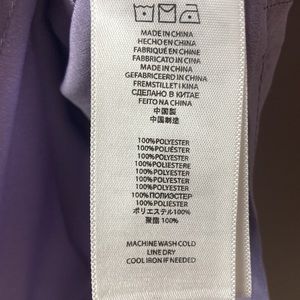 MADE IN CHINA
HECHO EN CHINA
FABRIQUÉ EN CHINE
FABBRICATO IN CINA
MADE IN CHINA
GEFABRICEERD IN CHINA
FREMSTILLET I KINA
СДЕЛАНО В КИТАЕ
FEITO NA CHINA
中国製
中国制造
100% POLYESTER
100% POLIÉSTER
100% POLYESTER
100% POLIESTERE
100% POLYESTER
100% POLYESTER
100% POLYESTER
100% ПОЛИЭСТЕР
100% POLIÉSTER
ポリエステル100%
聚酯 100%
MACHINE WASH COLD
LINE DRY
COOL IRON IF NEEDED